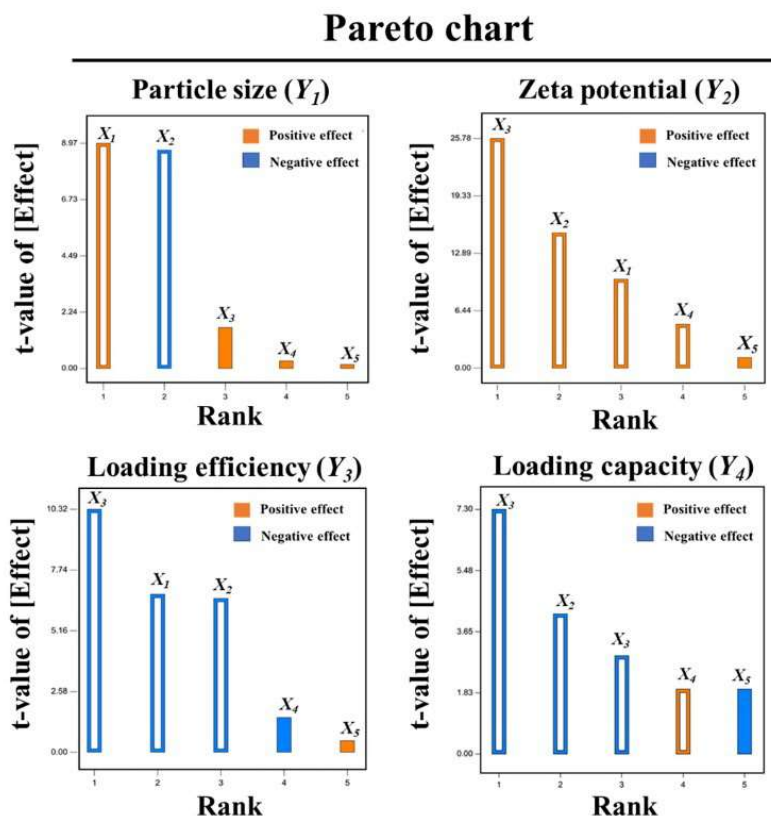 Pareto chart
Particle size (Y1)
t-value of [Effect]
8.97
6.73
4.49
2.24
0.00
X1
X2
X3
X4
X5
Positive effect
Negative effect
1 2 3 4 5
Rank
Zeta potential (Y2)
t-value of [Effect]
25.78
19.33
12.89
6.44
0.00
X3
X2
X1
X4
X5
Positive effect
Negative effect
1 2 3 4 5
Rank
Loading efficiency (Y3)
t-value of [Effect]
10.32
7.74
5.16
2.58
0.00
X3
X1
X2
X4
X5
Positive effect
Negative effect
1 2 3 4 5
Rank
Loading capacity (Y4)
t-value of [Effect]
7.30
5.48
3.65
1.83
0.00
X3
X2
X3
X4
X5
Positive effect
Negative effect
1 2 3 4 5
Rank